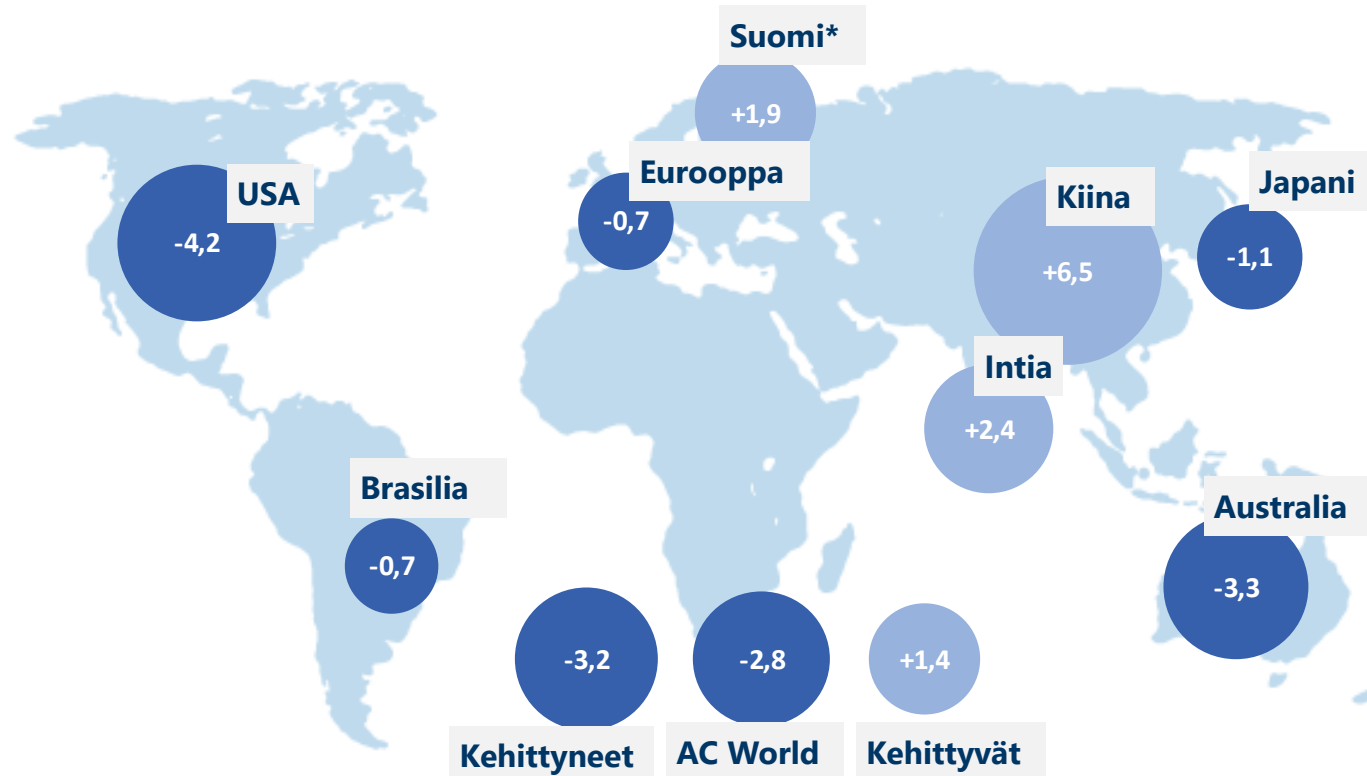 Suomi*
+1,9
Eurooppa
-0,7
USA
-4,2
Kiina
+6,5
Japani
-1,1
Intia
+2,4
Brasilia
-0,7
Australia
-3,3
-3,2
Kehittyneet
-2,8
AC World
+1,4
Kehittyvät